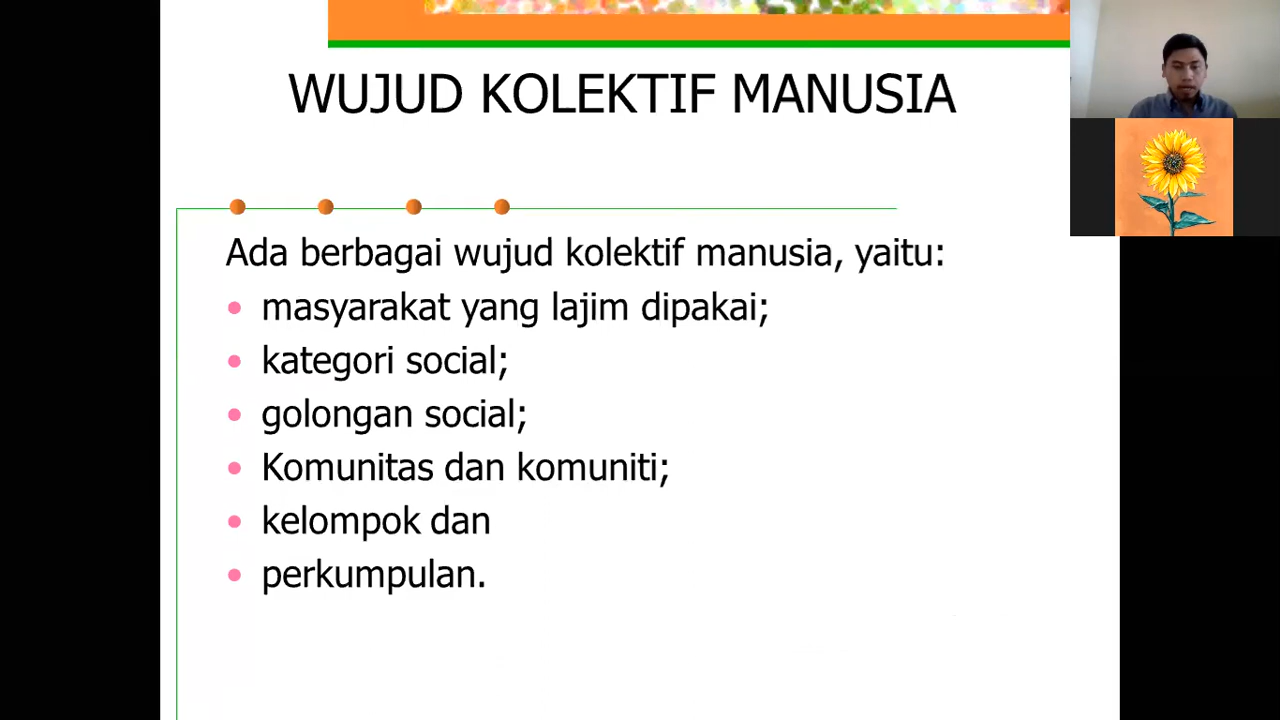 WUJUD KOLEKTIF MANUSIA
Ada berbagai wujud kolektif manusia, yaitu:
masyarakat yang lajim dipakai;
kategori social;
golongan social;
Komunitas dan komuniti;
kelompok dan
perkumpulan.